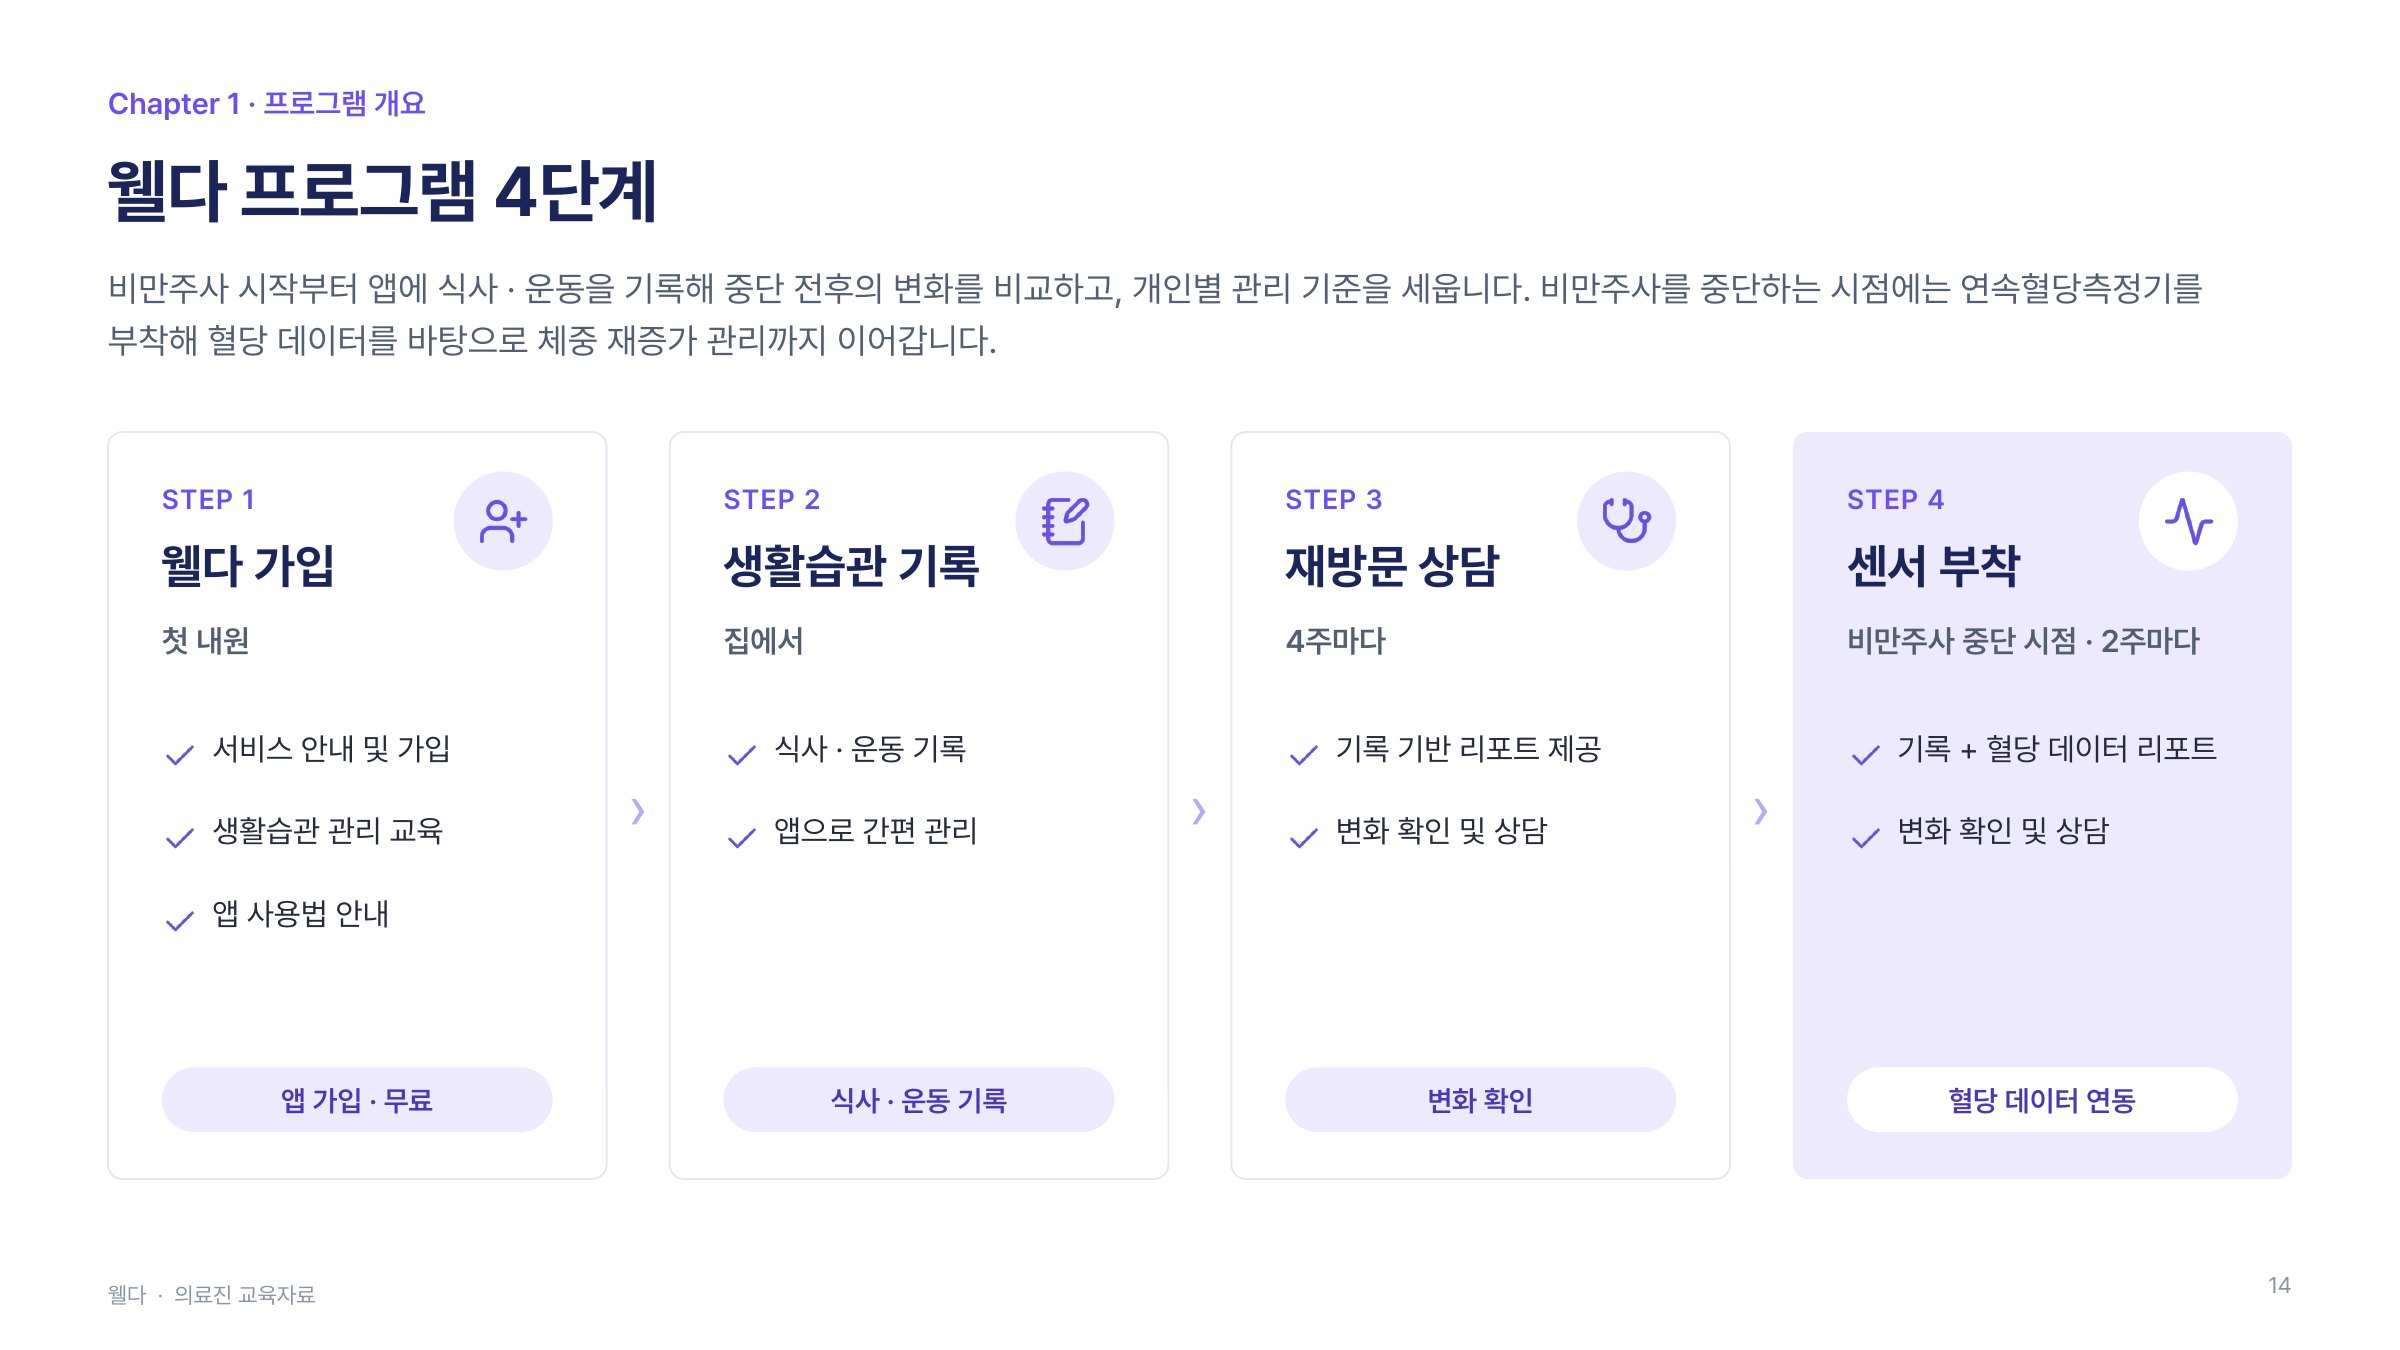 Chapter 1 · 프로그램 개요
웰다 프로그램 4단계
비만주사 시작부터 앱에 식사 · 운동을 기록해 중단 전후의 변화를 비교하고, 개인별 관리 기준을 세웁니다. 비만주사를 중단하는 시점에는 연속혈당측정기를
부착해 혈당 데이터를 바탕으로 체중 재증가 관리까지 이어갑니다.
STEP 1
웰다 가입
첫 내원
서비스 안내 및 가입
생활습관 관리 교육
앱 사용법 안내
앱 가입 · 무료
STEP 2
생활습관 기록
집에서
식사 · 운동 기록
앱으로 간편 관리
식사 · 운동 기록
STEP 3
재방문 상담
4주마다
기록 기반 리포트 제공
변화 확인 및 상담
변화 확인
STEP 4
센서 부착
비만주사 중단 시점 · 2주마다
기록 + 혈당 데이터 리포트
변화 확인 및 상담
혈당 데이터 연동
웰다 · 의료진 교육자료
14